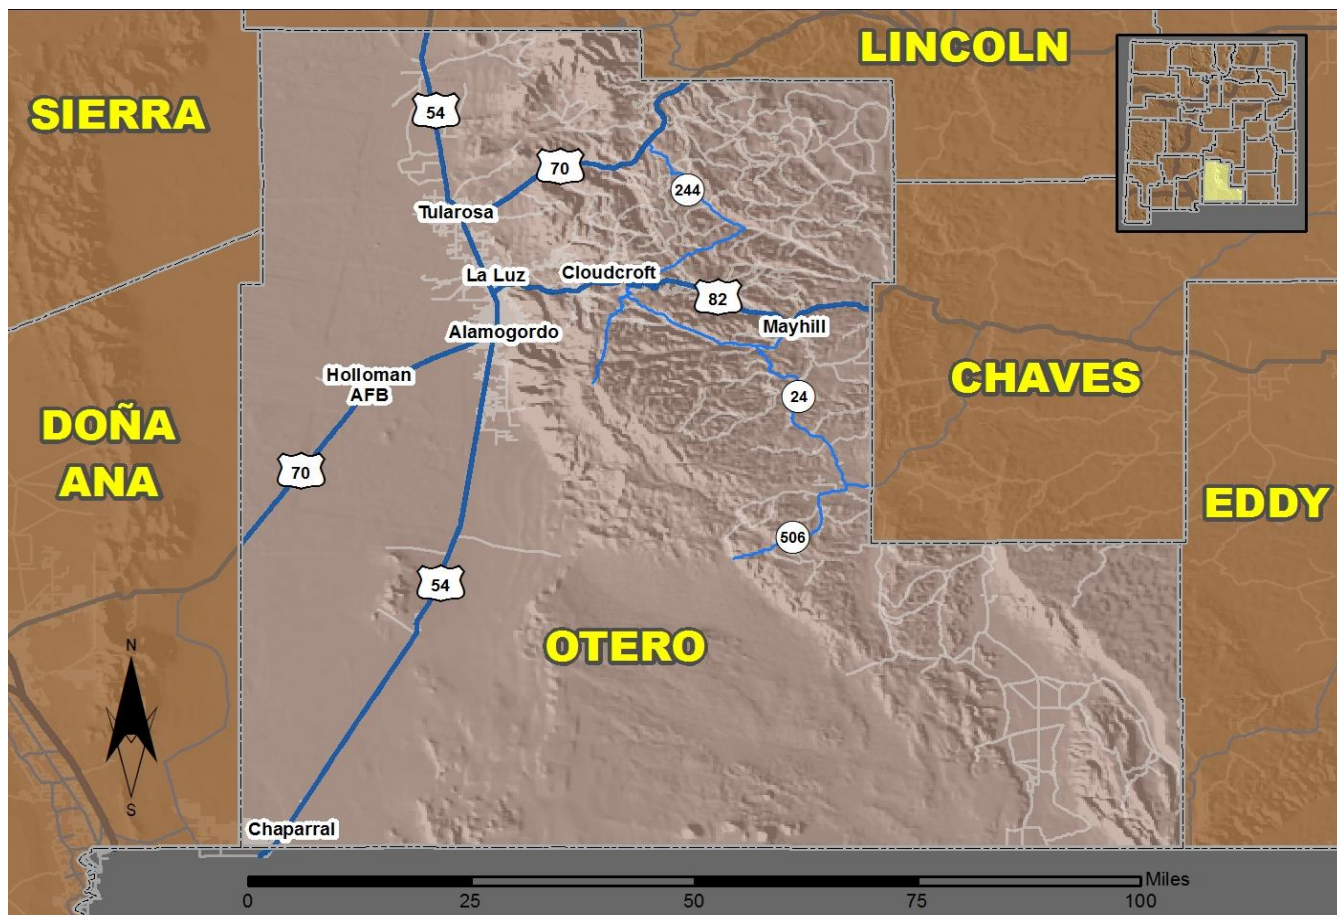 LINCOLN
SIERRA
54
70
244
Tularosa
La Luz
Cloudcroft
82
Mayhill
Alamogordo
Holloman
AFB
CHAVES
24
DOÑA
ANA
70
EDDY
506
54
OTERO
N
S
Chaparral
Miles
0
25
50
75
100